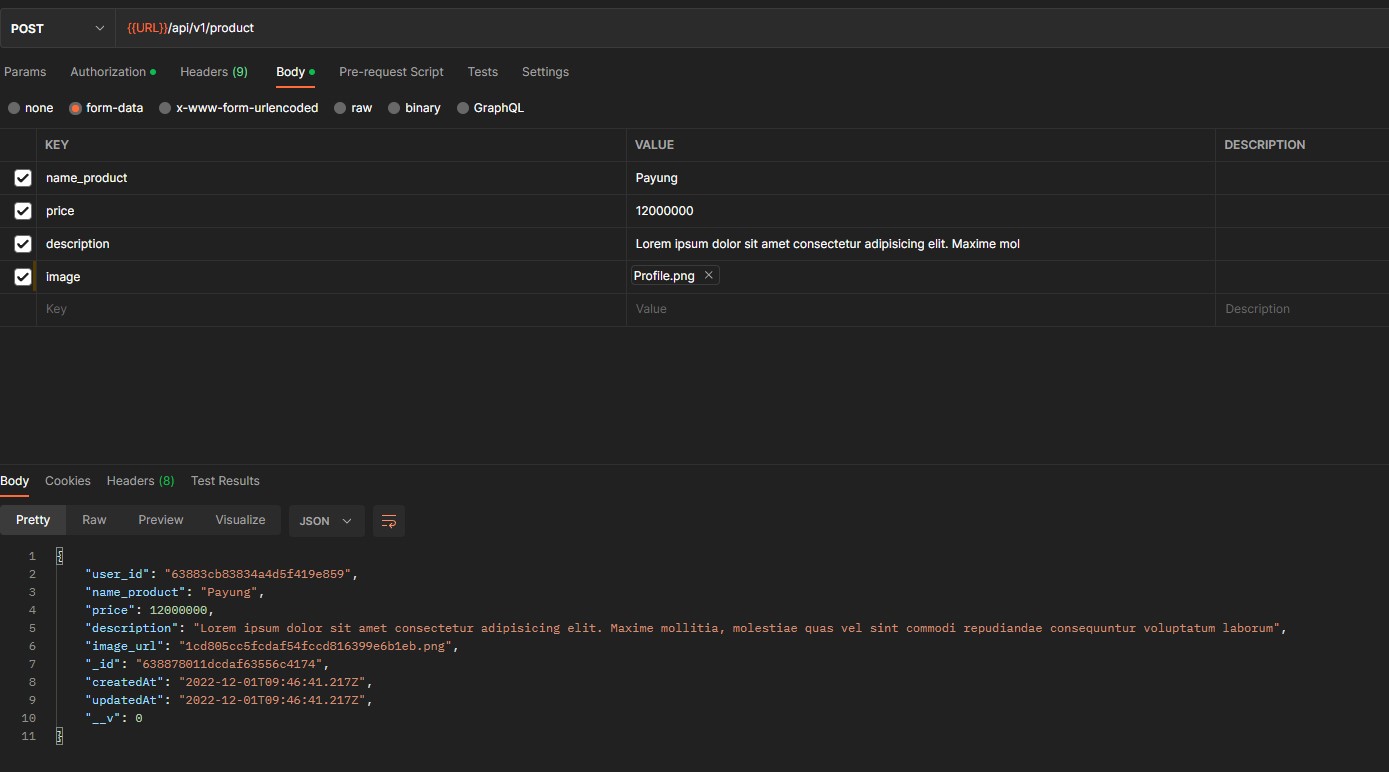 POST {{URL}}/api/v1/product
Params Authorization Headers (9) Body Pre-request Script Tests Settings
none form-data x-www-form-urlencoded raw binary GraphQL
KEY VALUE DESCRIPTION
name_product Payung
price 12000000
description Lorem ipsum dolor sit amet consectetur adipisicing elit. Maxime mol
image Profile.png
Key Value Description
Body Cookies Headers (8) Test Results
Pretty Raw Preview Visualize JSON
1 {
2 "user_id": "63883cb83834a4d5f419e859",
3 "name_product": "Payung",
4 "price": 12000000,
5 "description": "Lorem ipsum dolor sit amet consectetur adipisicing elit. Maxime mollitia, molestiae quas vel sint commodi repudiandae consequuntur voluptatum laborum",
6 "image_url": "1cd805cc5fcdaf54fccd816399e6b1eb.png",
7 "_id": "638878011dcdaf63556c4174",
8 "createdAt": "2022-12-01T09:46:41.217Z",
9 "updatedAt": "2022-12-01T09:46:41.217Z",
10 "__v": 0
11 }